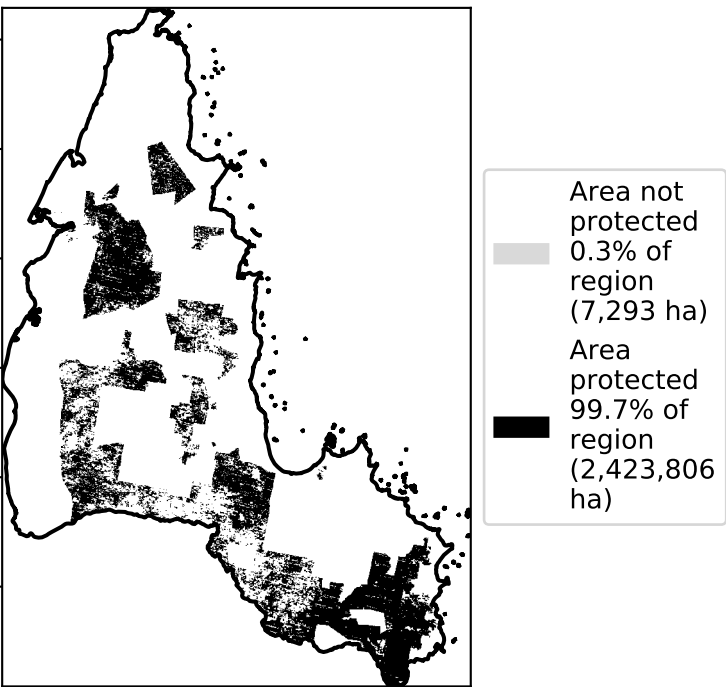 Area not
protected
0.3% of
region
(7,293 ha)
Area
protected
99.7% of
region
(2,423,806
ha)